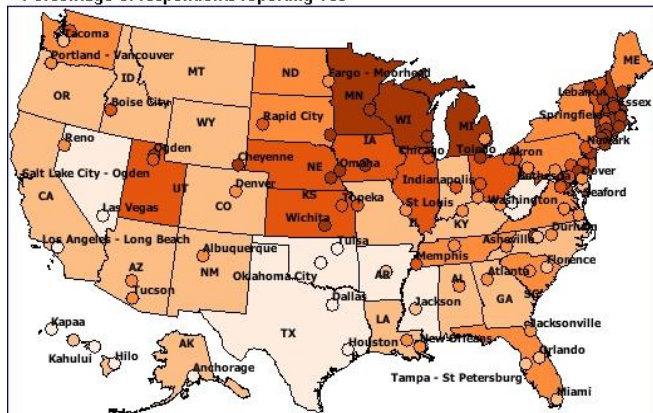 Percentage of respondents reporting Yes
Tacoma
Portland - Vancouver
ID
MT
ND
Fargo - Moorhead
MN
ME
Lebanon
Essex
OR
Boise City
Rapid City
WI
MI
Springfield
WY
Newark
Reno
Ogden
Cheyenne
IA
Chicago
Toledo
Akron
NE
Omaha
Salt Lake City - Ogden
UT
Denver
Indianapolis
Bethesda
Dover
CA
CO
KS
Topeka
St Louis
IL
Washington
Seaford
Las Vegas
Wichita
KY
Los Angeles - Long Beach
Albuquerque
Tulsa
Durham
Asheville
AZ
NM
Oklahoma City
AR
Memphis
Florence
Tucson
AL
Atlanta
SC
Dallas
Jackson
GA
Kapaa
TX
LA
AK
Houston
New Orleans
Jacksonville
Kahului
Hilo
Anchorage
Orlando
Tampa - St Petersburg
Miami